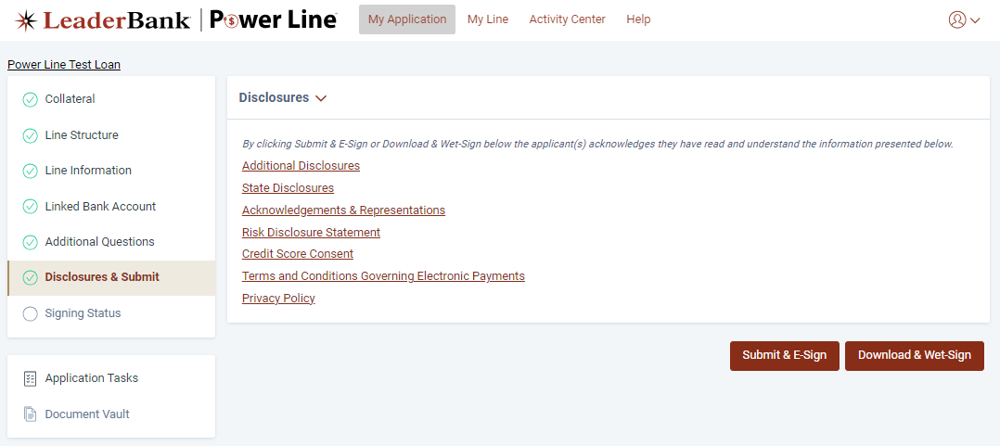 LeaderBank Power Line
My Application My Line Activity Center Help
Power Line Test Loan
Collateral
Line Structure
Line Information
Linked Bank Account
Additional Questions
Disclosures & Submit
Signing Status
Application Tasks
Document Vault
Disclosures
By clicking Submit & E-Sign or Download & Wet-Sign below the applicant(s) acknowledges they have read and understand the information presented below.
Additional Disclosures
State Disclosures
Acknowledgements & Representations
Risk Disclosure Statement
Credit Score Consent
Terms and Conditions Governing Electronic Payments
Privacy Policy
Submit & E-Sign Download & Wet-Sign